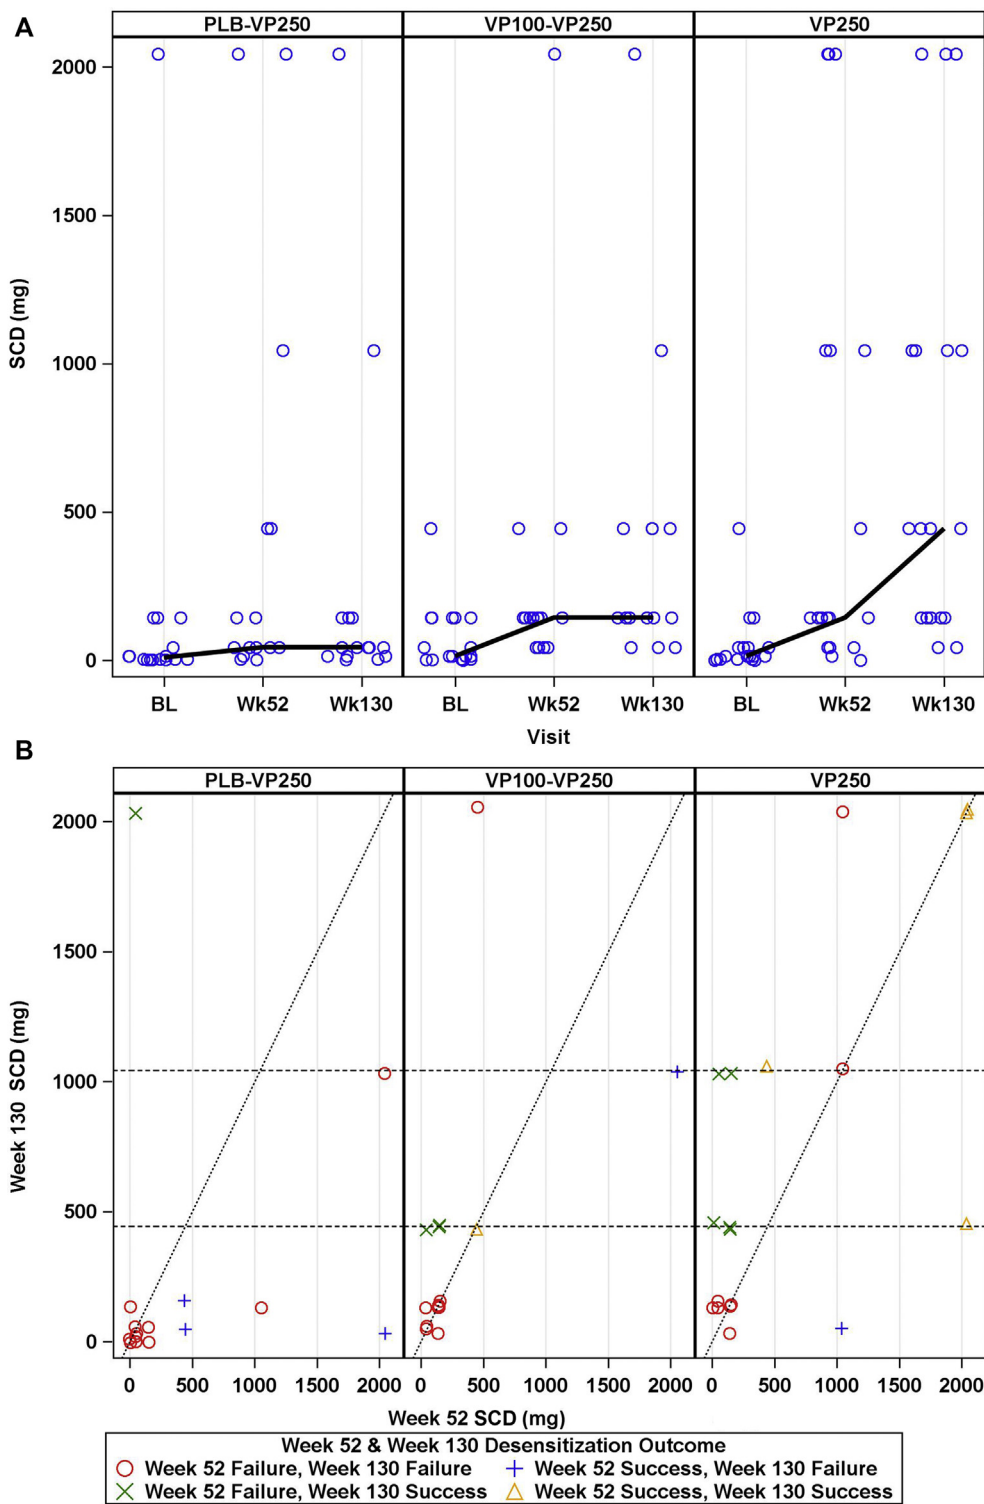 A
PLB-VP250 VP100-VP250 VP250
2000
1500
1000
500
0
SCD (mg)
BL Wk52 Wk130 BL Wk52 Wk130 BL Wk52 Wk130
Visit
B
PLB-VP250 VP100-VP250 VP250
2000
1500
1000
500
0
Week 130 SCD (mg)
0 500 1000 1500 2000 0 500 1000 1500 2000 0 500 1000 1500 2000
Week 52 SCD (mg)
Week 52 & Week 130 Desensitization Outcome
Week 52 Failure, Week 130 Failure Week 52 Success, Week 130 Failure
Week 52 Failure, Week 130 Success Week 52 Success, Week 130 Success